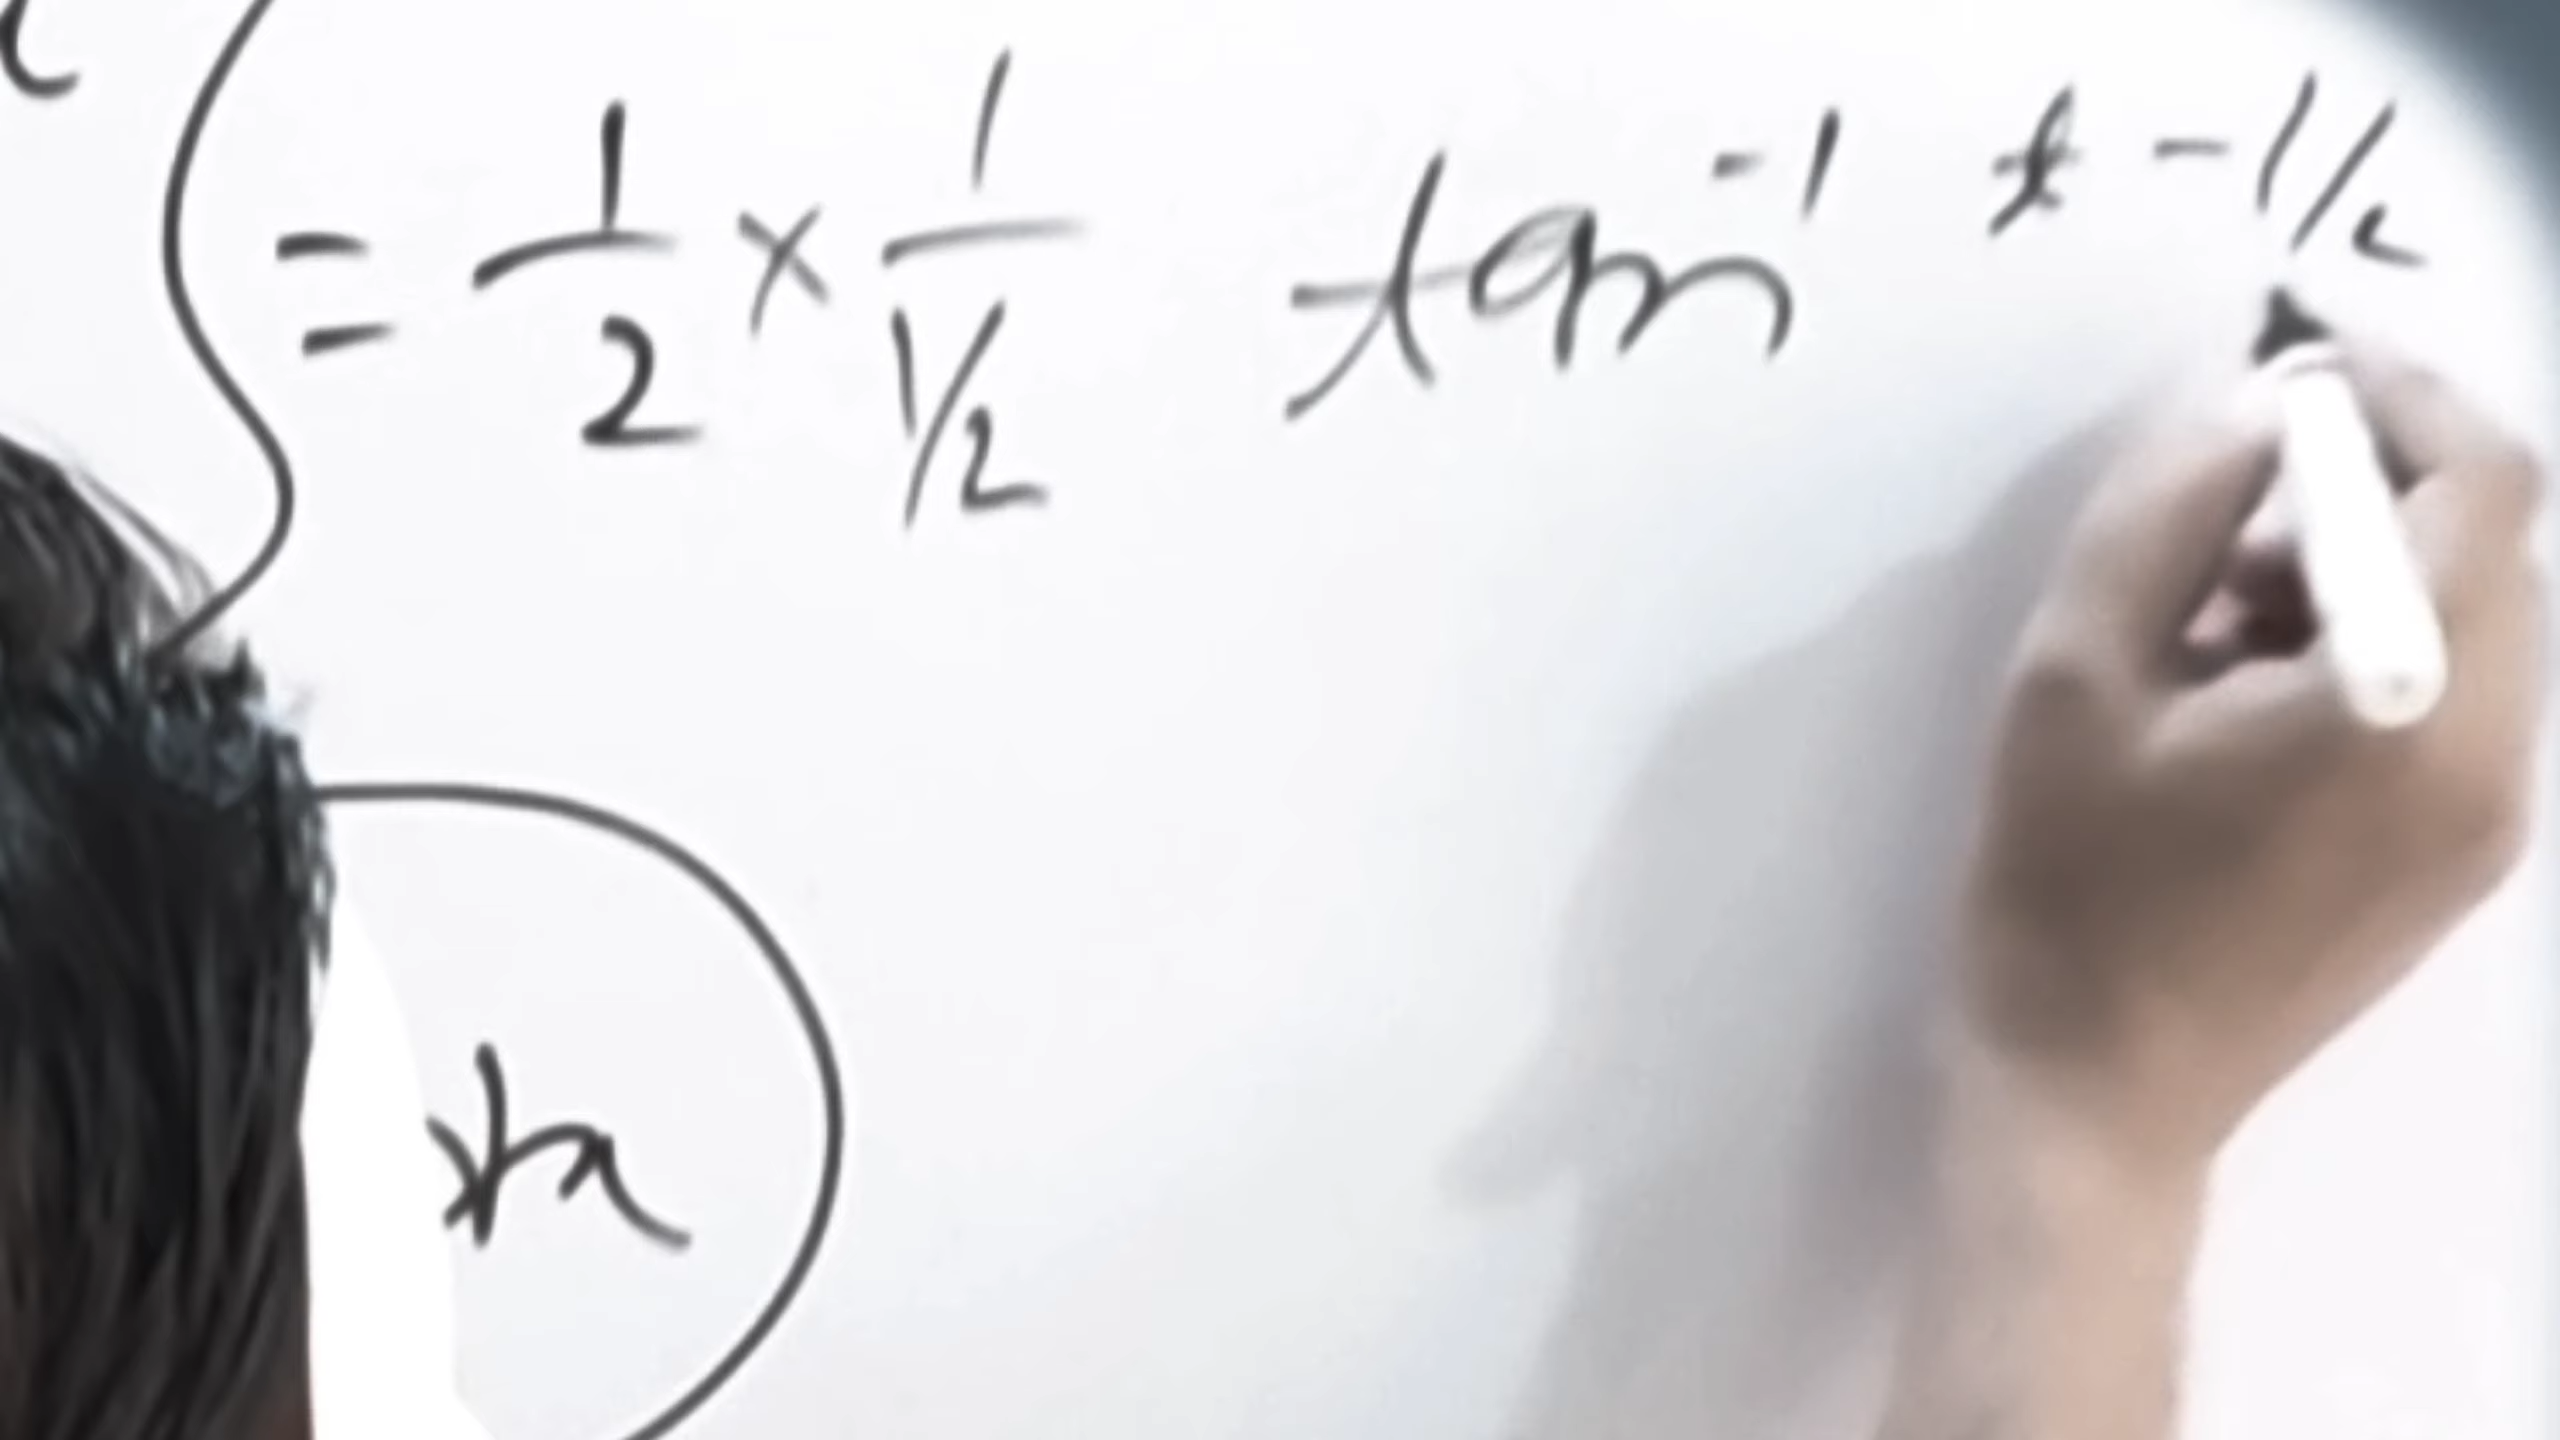 = 1/2 × 1/(1/2) tan⁻¹ t - 1/2